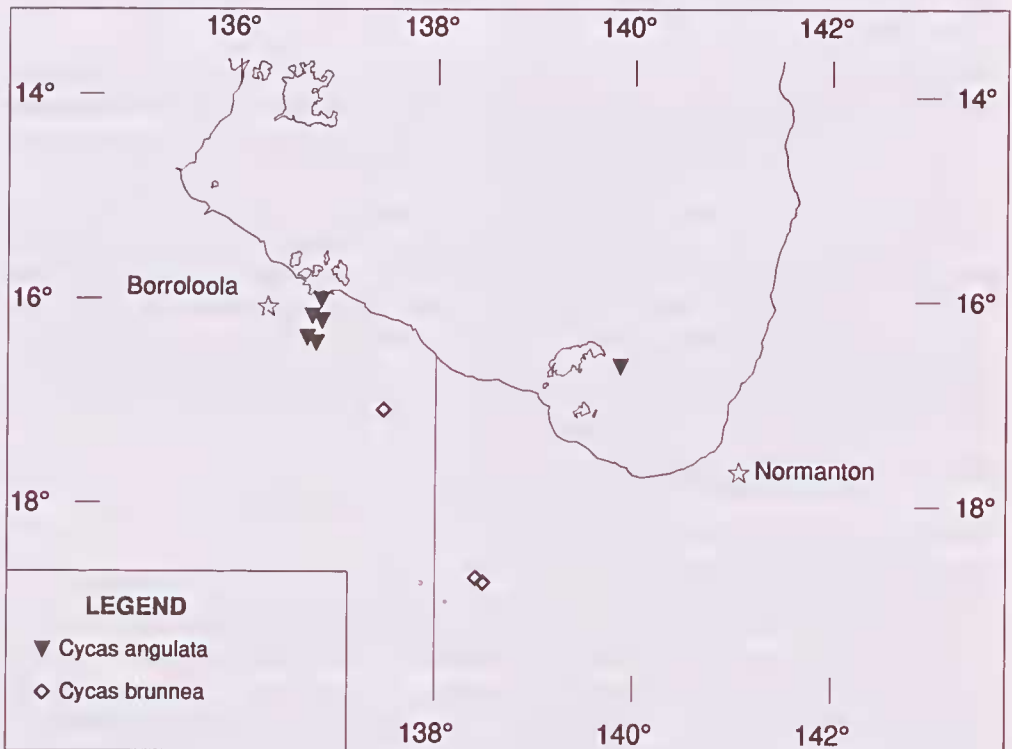 136° 138° 140° 142°
14° 14°
Borroloola
16° 16°
Normanton
18° 18°
LEGEND
Cycas angulata
Cycas brunnea
138° 140° 142°